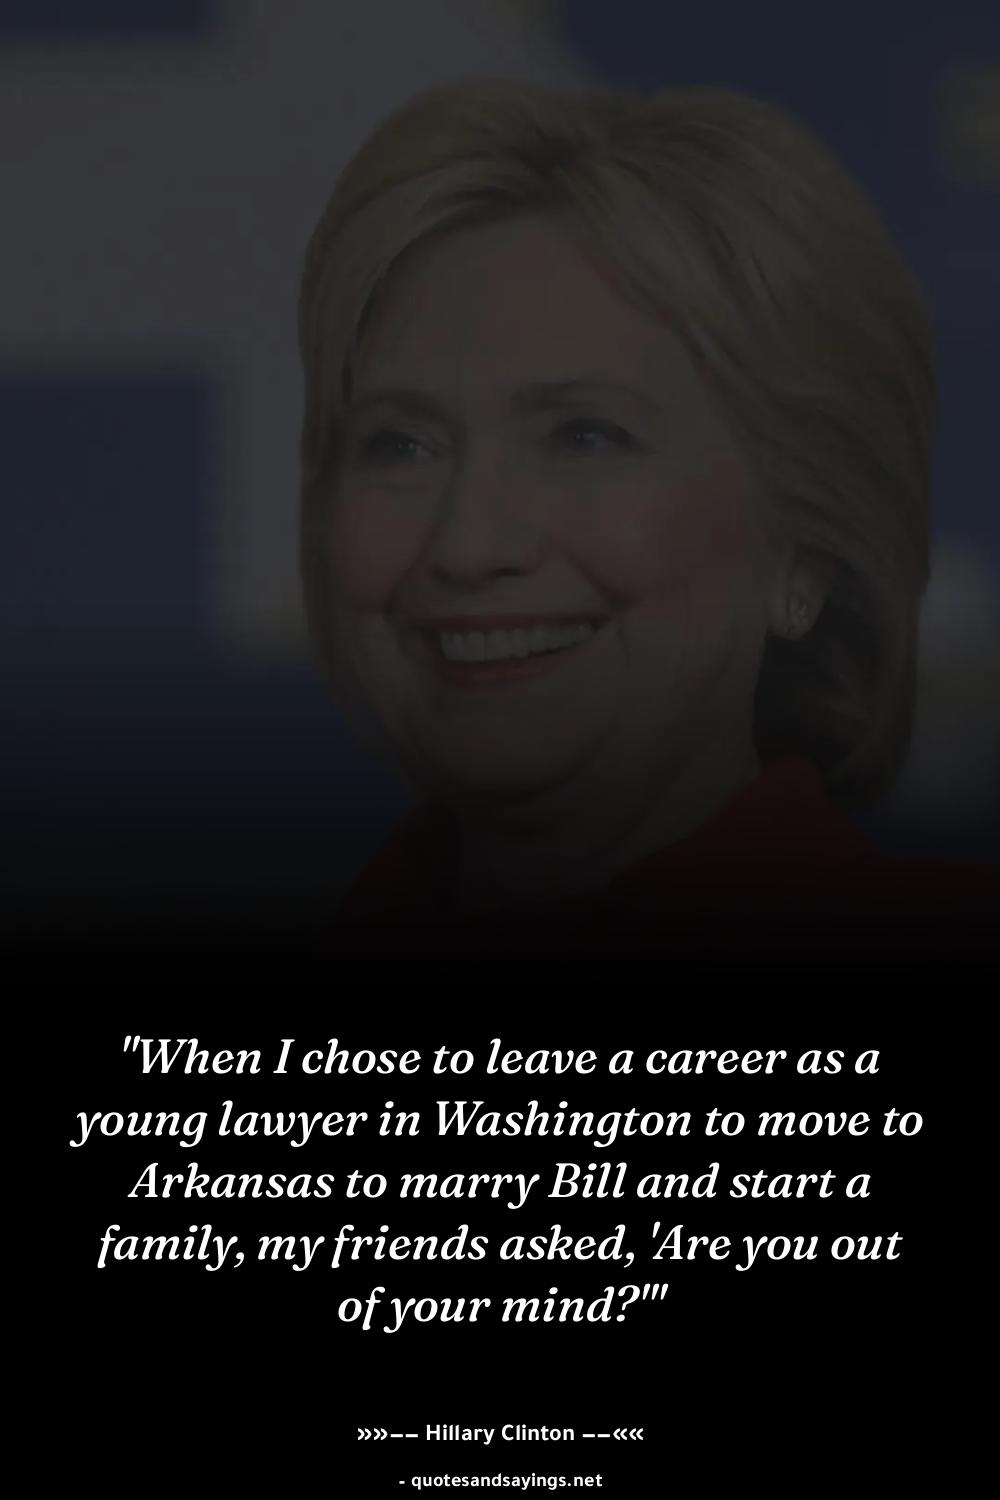 "When I chose to leave a career as a
young lawyer in Washington to move to
Arkansas to marry Bill and start a
family, my friends asked, 'Are you out
of your mind?'"
»»−− Hillary Clinton −−««
- quotesandsayings.net